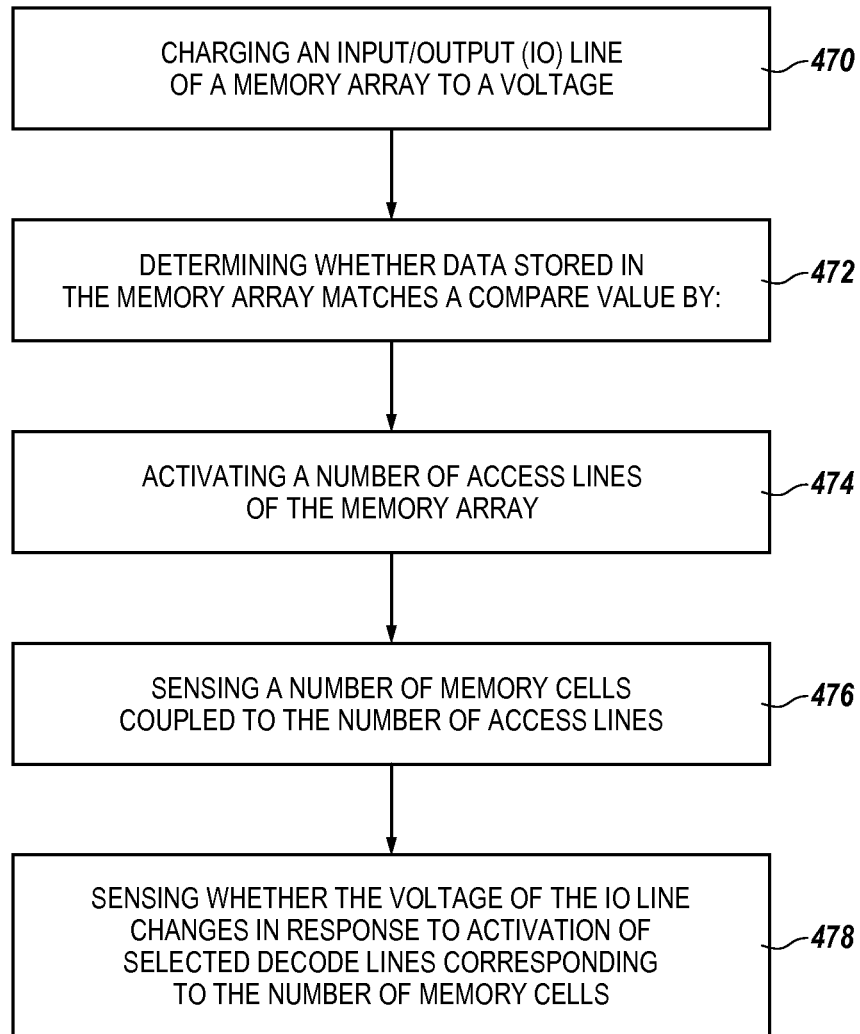 CHARGING AN INPUT/OUTPUT (IO) LINE
OF A MEMORY ARRAY TO A VOLTAGE
470
DETERMINING WHETHER DATA STORED IN
THE MEMORY ARRAY MATCHES A COMPARE VALUE BY:
472
ACTIVATING A NUMBER OF ACCESS LINES
OF THE MEMORY ARRAY
474
SENSING A NUMBER OF MEMORY CELLS
COUPLED TO THE NUMBER OF ACCESS LINES
476
SENSING WHETHER THE VOLTAGE OF THE IO LINE
CHANGES IN RESPONSE TO ACTIVATION OF
SELECTED DECODE LINES CORRESPONDING
TO THE NUMBER OF MEMORY CELLS
478